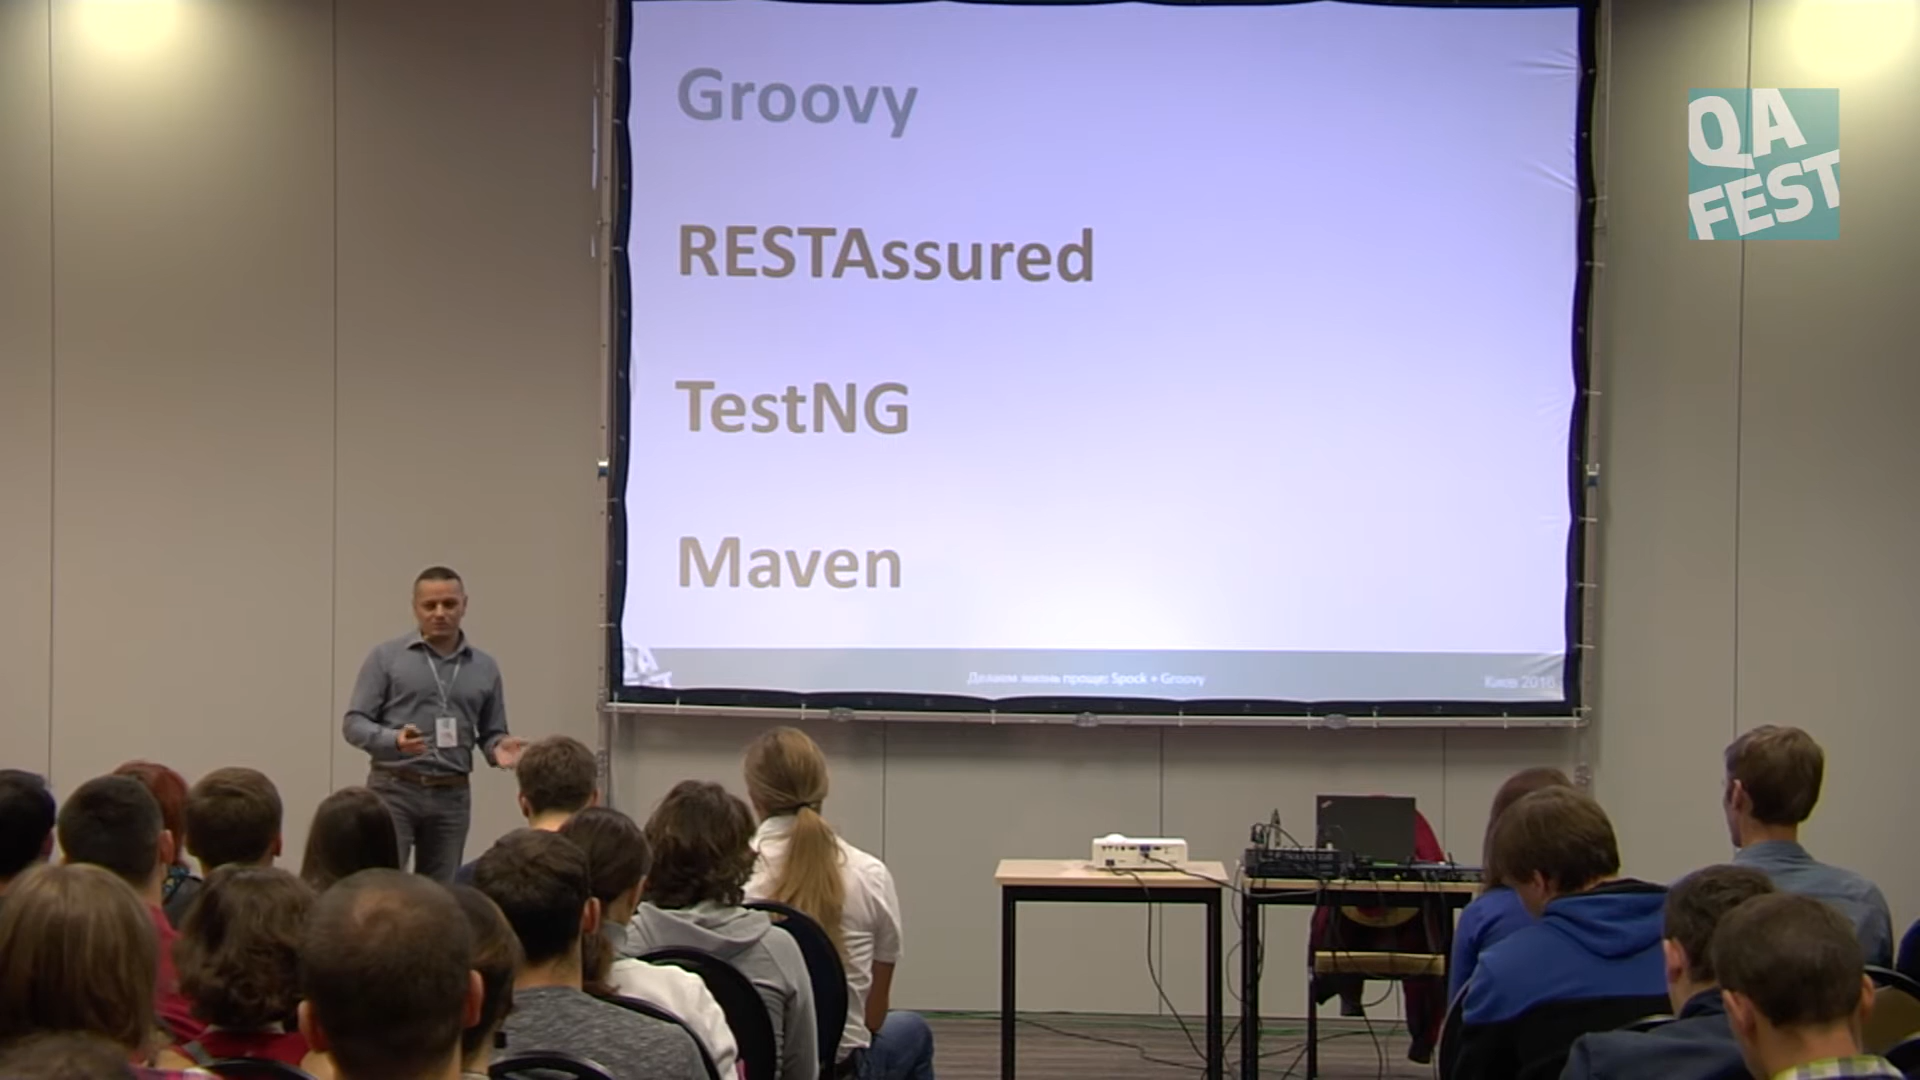 Groovy
RESTAssured
TestNG
Maven
Делаем жизнь проще: Spock + Groovy
Киев 2016
QA
FEST